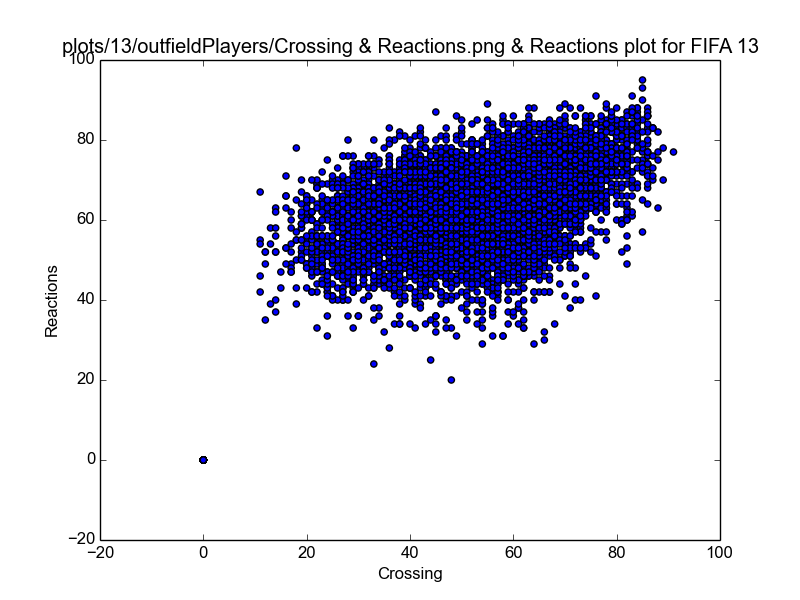 plots/13/outfieldPlayers/Crossing & Reactions.png & Reactions plot for FIFA 13
100
80
60
40
20
0
−20
Reactions
−20 0 20 40 60 80 100
Crossing